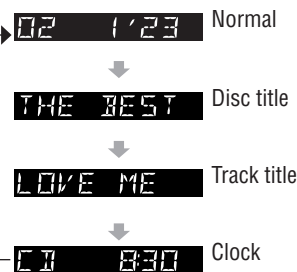 02 1'23 Normal
THE BEST Disc title
LOVE ME Track title
CD 8:30 Clock